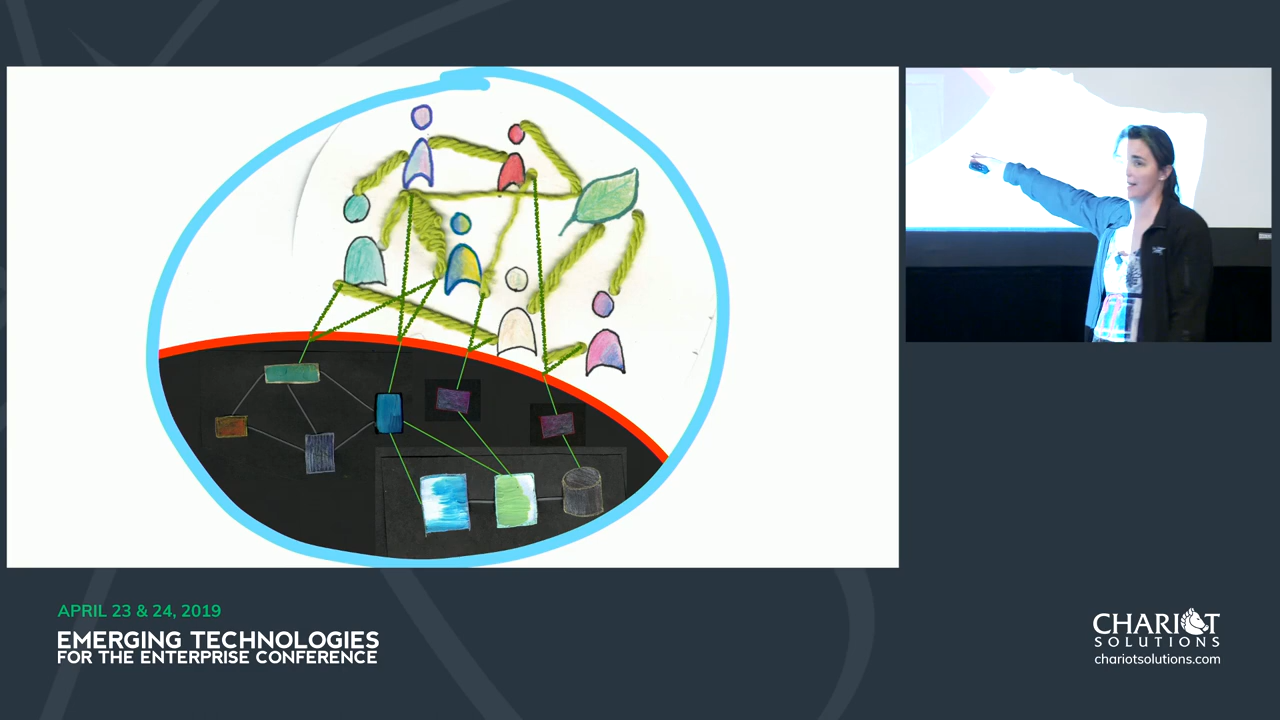 APRIL 23 & 24, 2019
EMERGING TECHNOLOGIES
FOR THE ENTERPRISE CONFERENCE
CHARIOT
SOLUTIONS
chariotsolutions.com